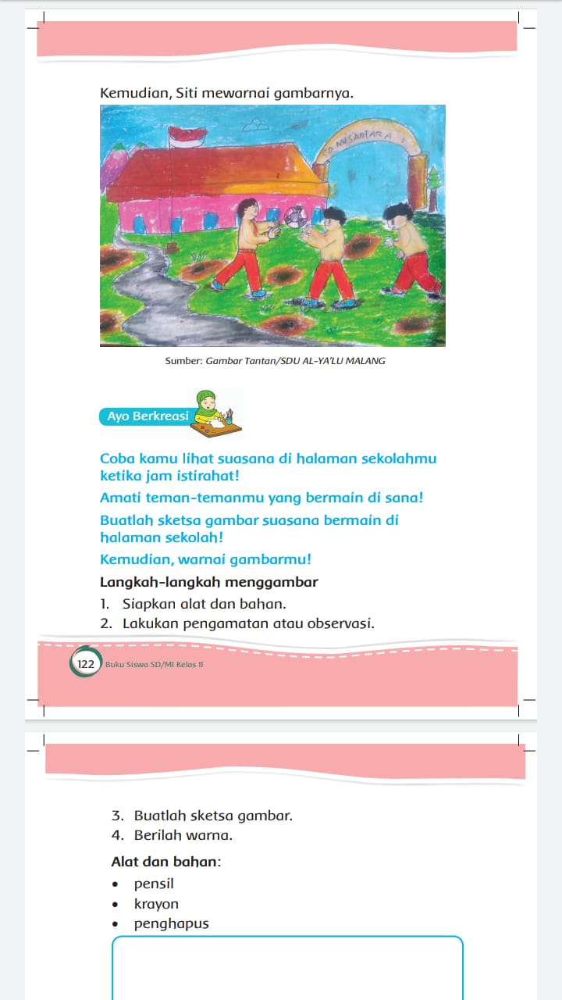 Kemudian, Siti mewarnai gambarnya.
SD NUSANTARA 1
Sumber: Gambar Tantan/SDU AL-YA'LU MALANG
Ayo Berkreasi
Coba kamu lihat suasana di halaman sekolahmu
ketika jam istirahat!
Amati teman-temanmu yang bermain di sana!
Buatlah sketsa gambar suasana bermain di
halaman sekolah!
Kemudian, warnai gambarmu!
Langkah-langkah menggambar
1. Siapkan alat dan bahan.
2. Lakukan pengamatan atau observasi.
122 Buku Siswa SD/MI Kelas II
3. Buatlah sketsa gambar.
4. Berilah warna.
Alat dan bahan:
• pensil
• krayon
• penghapus